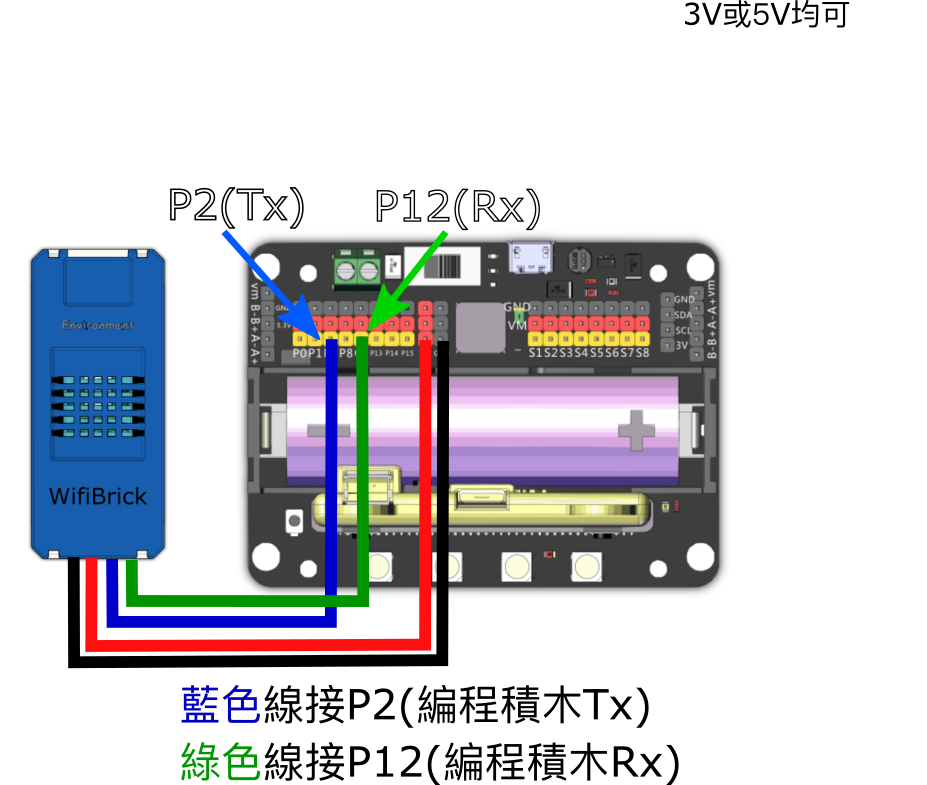 3V或5V均可
P2(Tx) P12(Rx)
vm B- B+ A- A+
GND
3.3V
P0 P1 P8 P13 P14 P15
GND
VM
S1 S2 S3 S4 S5 S6 S7 S8
GND
SDA
SCL
3V
B- B+ A- A+ vm
Environment
WifiBrick
藍色線接P2(編程積木Tx)
綠色線接P12(編程積木Rx)